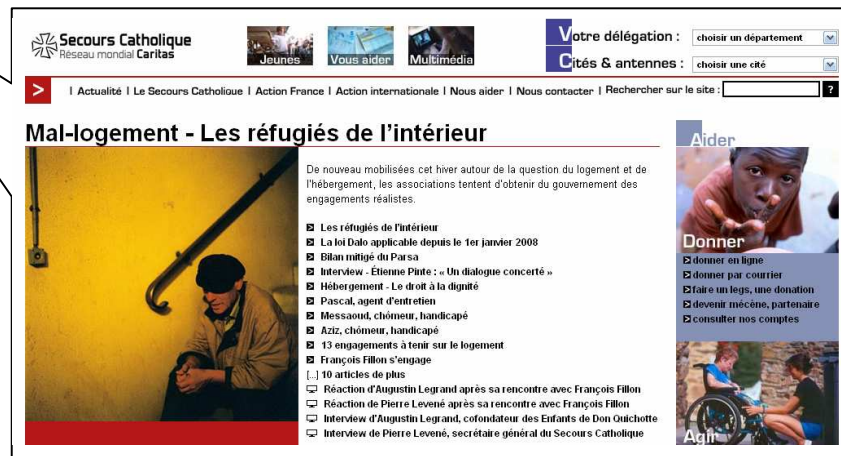 Secours Catholique
Réseau mondial Caritas
Jeunes
Vous aider
Multimédia
Votre délégation :
choisir un département
Cités & antennes :
choisir une cité
>
| Actualité | Le Secours Catholique | Action France | Action internationale | Nous aider | Nous contacter | Rechercher sur le site :
?
Mal-logement - Les réfugiés de l'intérieur
De nouveau mobilisées cet hiver autour de la question du logement et de
l'hébergement, les associations tentent d'obtenir du gouvernement des
engagements réalistes.
Les réfugiés de l'intérieur
La loi Dalo applicable depuis le 1er janvier 2008
Bilan mitigé du Parsa
Interview - Étienne Pinte : « Un dialogue concerté »
Hébergement - Le droit à la dignité
Pascal, agent d'entretien
Messaoud, chômeur, handicapé
Aziz, chômeur, handicapé
13 engagements à tenir sur le logement
François Fillon s'engage
[...] 10 articles de plus
Réaction d'Augustin Legrand après sa rencontre avec François Fillon
Réaction de Pierre Levené après sa rencontre avec François Fillon
Interview d'Augustin Legrand, cofondateur des Enfants de Don Quichotte
Interview de Pierre Levené, secrétaire général du Secours Catholique
Aider
Donner
donner en ligne
donner par courrier
faire un legs, une donation
devenir mécène, partenaire
consulter nos comptes
Agir